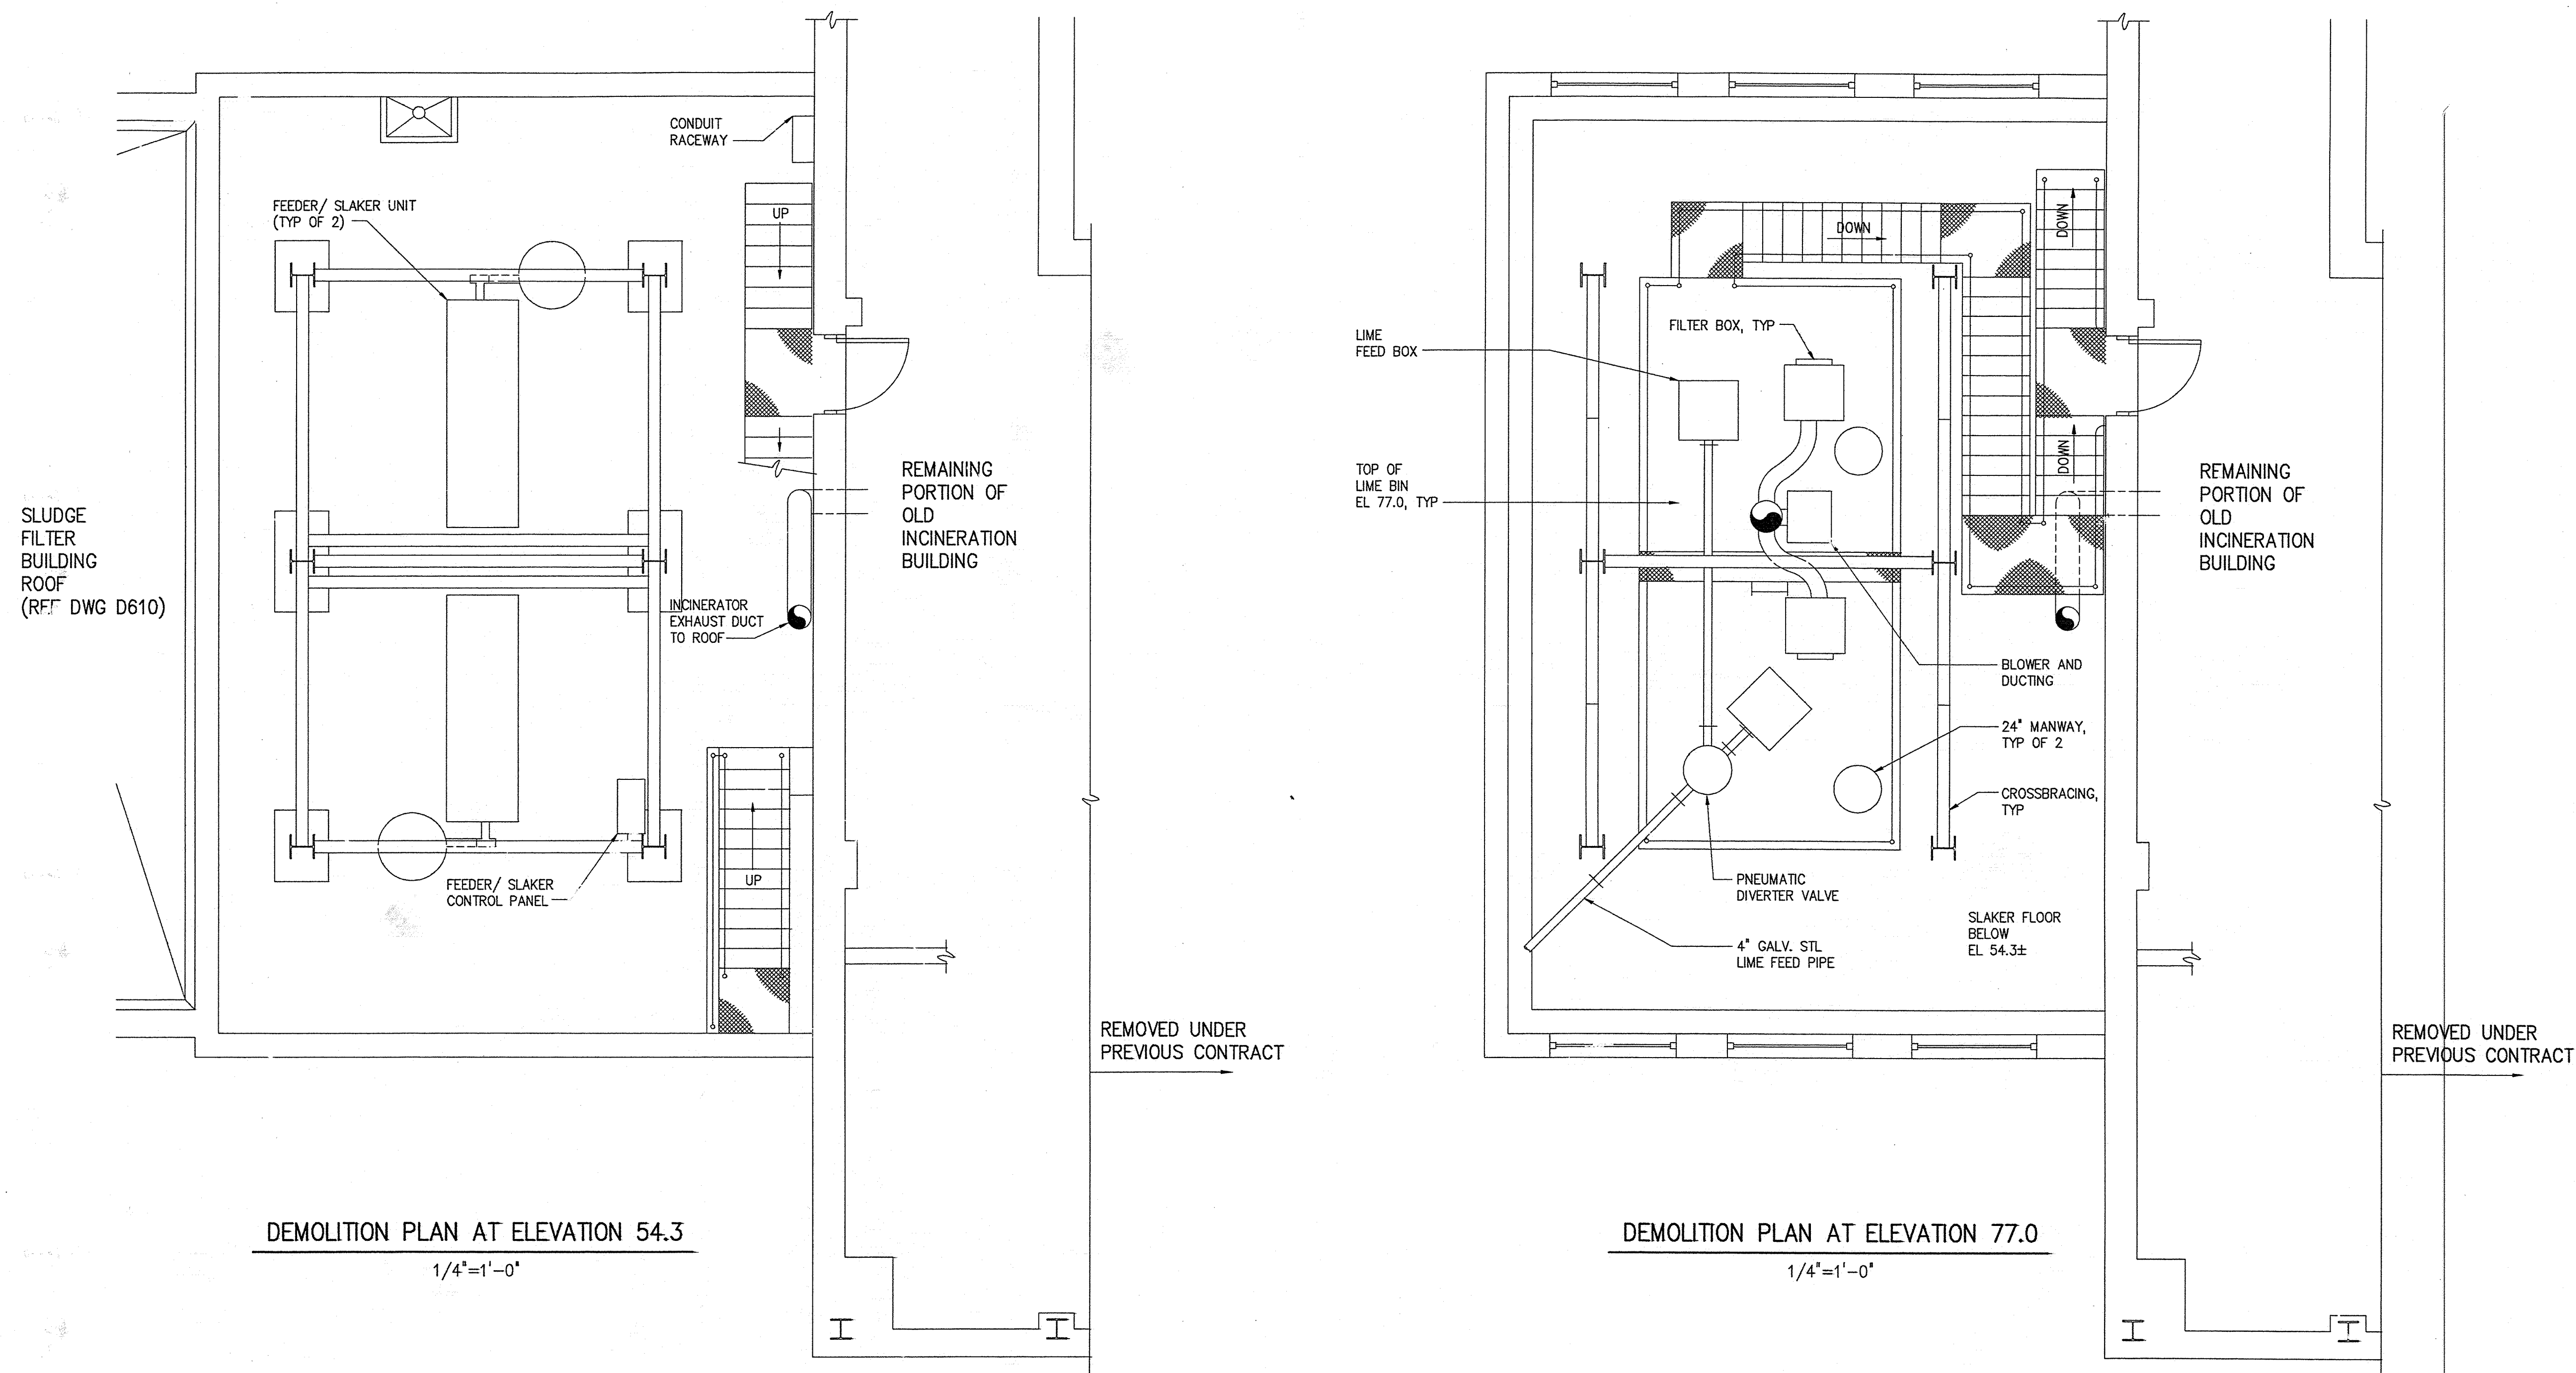 CONDUIT
RACEWAY
FEEDER/ SLAKER UNIT
(TYP OF 2)
UP
SLUDGE
FILTER
BUILDING
ROOF
(REF DWG D610)
REMAINING
PORTION OF
OLD
INCINERATION
BUILDING
INCINERATOR
EXHAUST DUCT
TO ROOF
UP
FEEDER/ SLAKER
CONTROL PANEL
REMOVED UNDER
PREVIOUS CONTRACT
DEMOLITION PLAN AT ELEVATION 54.3
1/4"=1'-0"
DOWN
DOWN
LIME
FEED BOX
FILTER BOX, TYP
TOP OF
LIME BIN
EL 77.0, TYP
DOWN
REMAINING
PORTION OF
OLD
INCINERATION
BUILDING
BLOWER AND
DUCTING
24" MANWAY,
TYP OF 2
CROSSBRACING,
TYP
PNEUMATIC
DIVERTER VALVE
4" GALV. STL
LIME FEED PIPE
SLAKER FLOOR
BELOW
EL 54.3±
REMOVED UNDER
PREVIOUS CONTRACT
DEMOLITION PLAN AT ELEVATION 77.0
1/4"=1'-0"